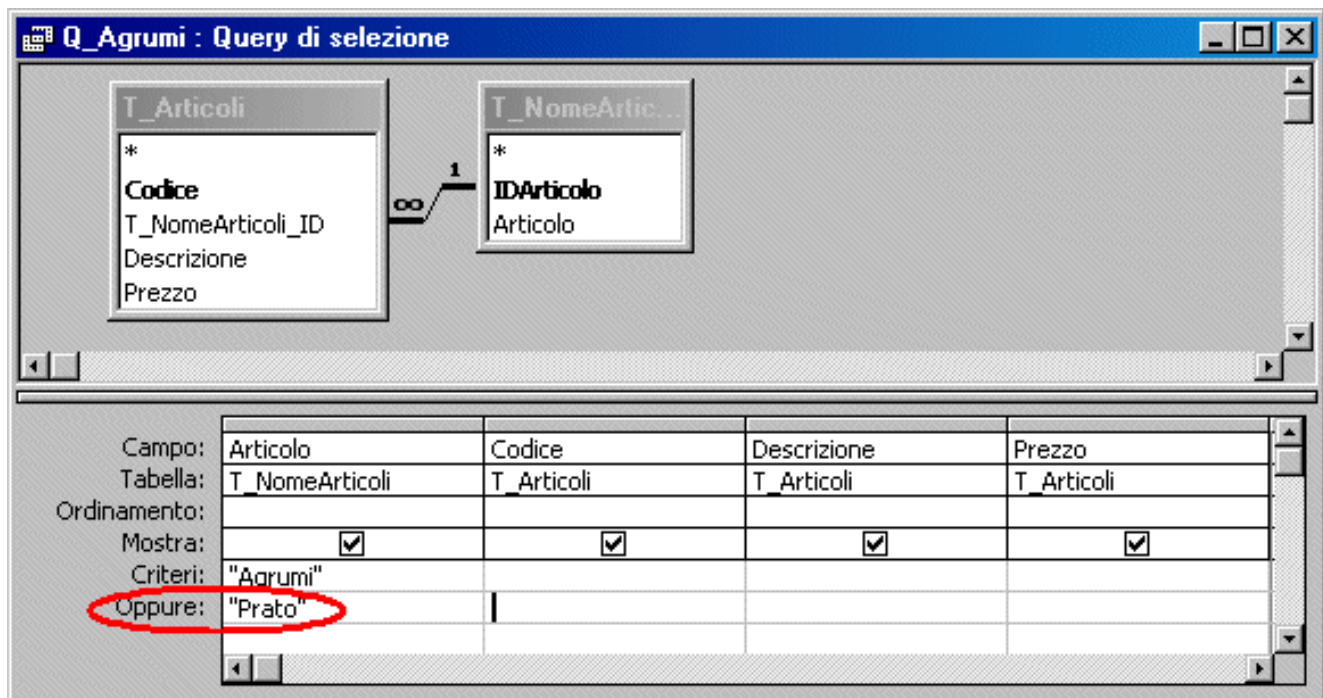 Q_Agrumi : Query di selezione
T_Articoli
*
Codice
T_NomeArticoli_ID
Descrizione
Prezzo
∞
1
T_NomeArtic...
*
IDArticolo
Articolo
Campo: Articolo Codice Descrizione Prezzo
Tabella: T_NomeArticoli T_Articoli T_Articoli T_Articoli
Ordinamento:
Mostra:
Criteri: "Agrumi"
Oppure: "Prato"